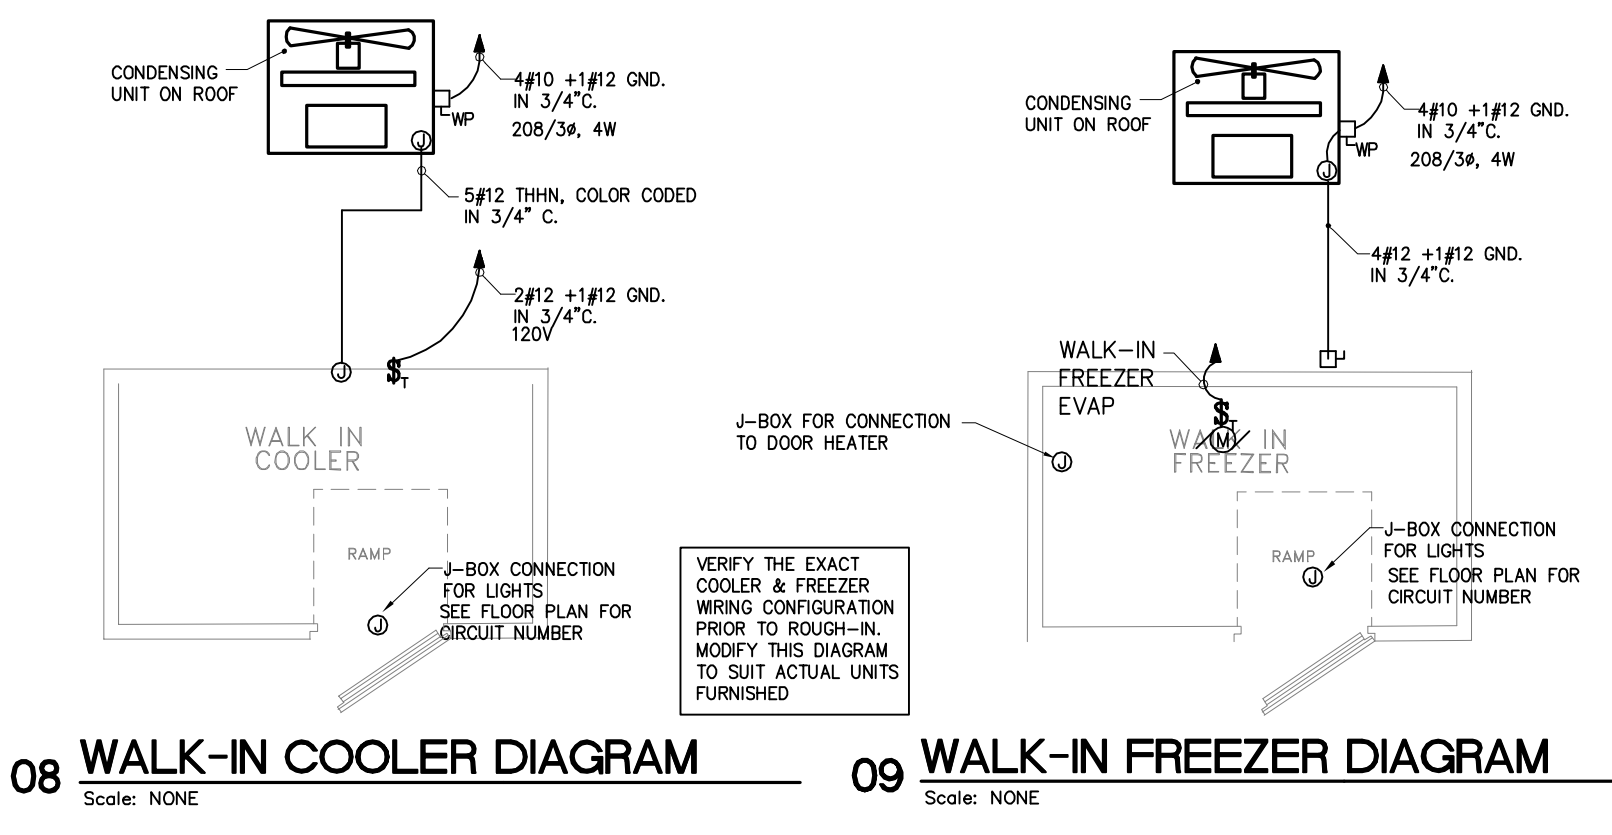 CONDENSING
UNIT ON ROOF
4#10 +1#12 GND.
IN 3/4"C.
208/3ø, 4W
WP
J
5#12 THHN, COLOR CODED
IN 3/4" C.
2#12 +1#12 GND.
IN 3/4"C.
120V
J
$T
WALK IN
COOLER
RAMP
J-BOX CONNECTION
FOR LIGHTS
SEE FLOOR PLAN FOR
CIRCUIT NUMBER
J
08 WALK-IN COOLER DIAGRAM
Scale: NONE
VERIFY THE EXACT
COOLER & FREEZER
WIRING CONFIGURATION
PRIOR TO ROUGH-IN.
MODIFY THIS DIAGRAM
TO SUIT ACTUAL UNITS
FURNISHED
CONDENSING
UNIT ON ROOF
4#10 +1#12 GND.
IN 3/4"C.
208/3ø, 4W
WP
J
4#12 +1#12 GND.
IN 3/4"C.
WALK-IN
FREEZER
EVAP
$T
M
J-BOX FOR CONNECTION
TO DOOR HEATER
J
WALK IN
FREEZER
RAMP
J-BOX CONNECTION
FOR LIGHTS
SEE FLOOR PLAN FOR
CIRCUIT NUMBER
J
09 WALK-IN FREEZER DIAGRAM
Scale: NONE